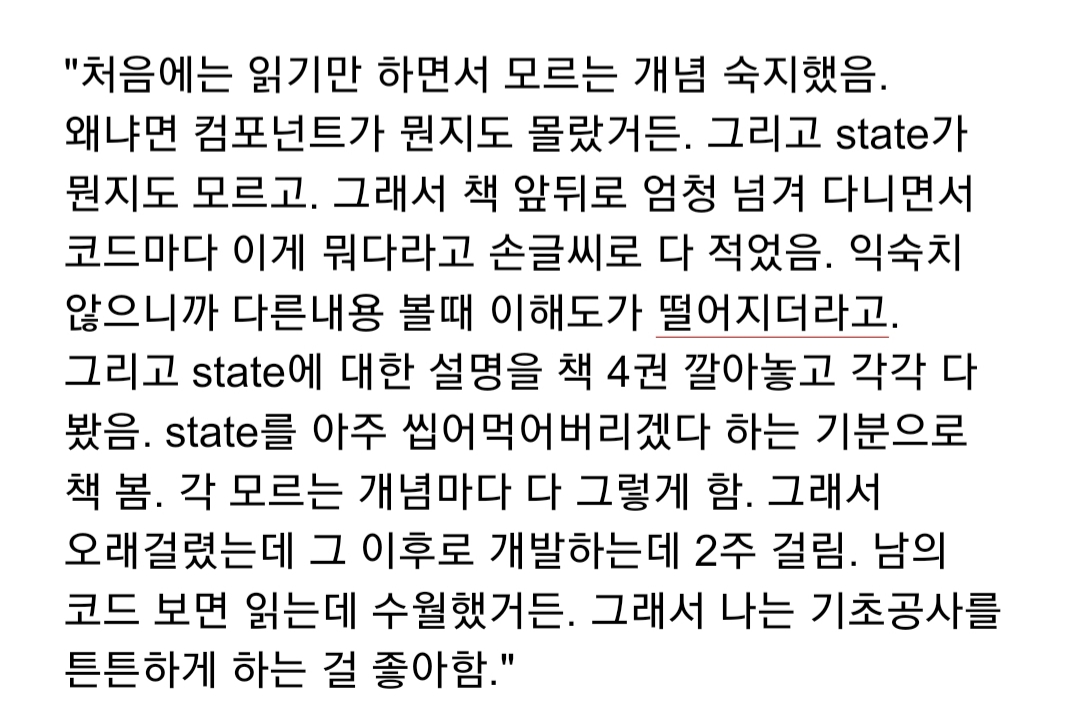 "처음에는 읽기만 하면서 모르는 개념 숙지했음.
왜냐면 컴포넌트가 뭔지도 몰랐거든. 그리고 state가
뭔지도 모르고. 그래서 책 앞뒤로 엄청 넘겨 다니면서
코드마다 이게 뭐다라고 손글씨로 다 적었음. 익숙치
않으니까 다른내용 볼때 이해도가 떨어지더라고.
그리고 state에 대한 설명을 책 4권 깔아놓고 각각 다
봤음. state를 아주 씹어먹어버리겠다 하는 기분으로
책 봄. 각 모르는 개념마다 다 그렇게 함. 그래서
오래걸렸는데 그 이후로 개발하는데 2주 걸림. 남의
코드 보면 읽는데 수월했거든. 그래서 나는 기초공사를
튼튼하게 하는 걸 좋아함."